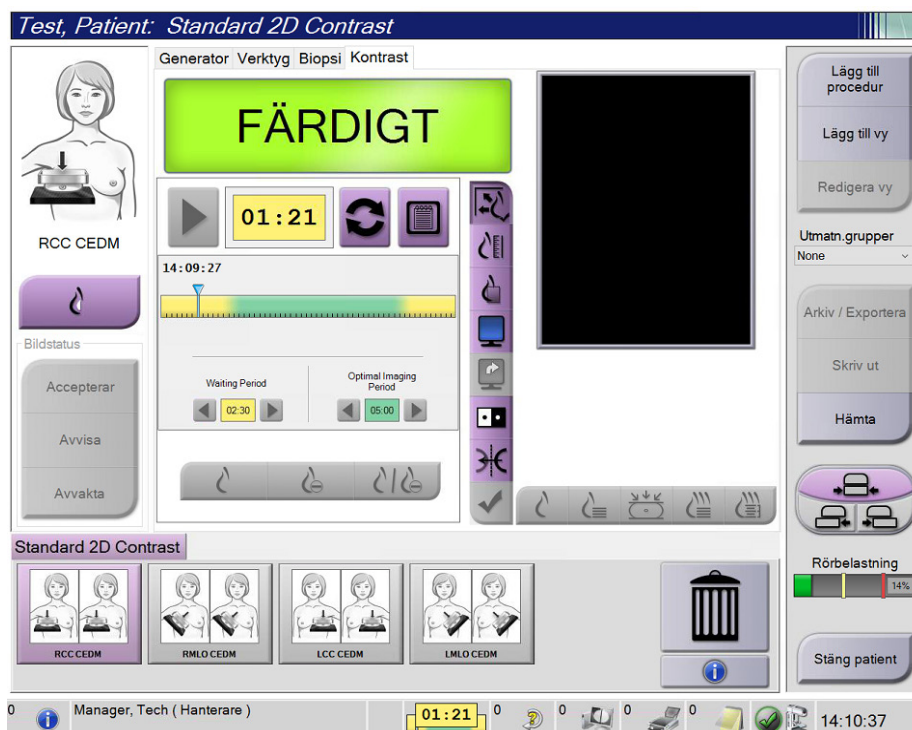 Test, Patient: Standard 2D Contrast
Generator Verktyg Biopsi Kontrast
FÄRDIGT
RCC CEDM
01:21
14:09:27
Waiting Period
02:30
Optimal Imaging
Period
05:00
Bildstatus
Accepterar
Avvisa
Avvakta
Lägg till
procedur
Lägg till vy
Redigera vy
Utmatn.grupper
None
Arkiv / Exportera
Skriv ut
Hämta
Rörbelastning
14%
Stäng patient
Standard 2D Contrast
RCC CEDM
RMLO CEDM
LCC CEDM
LMLO CEDM
0
Manager, Tech ( Hanterare )
01:21
0
0
0
0
14:10:37